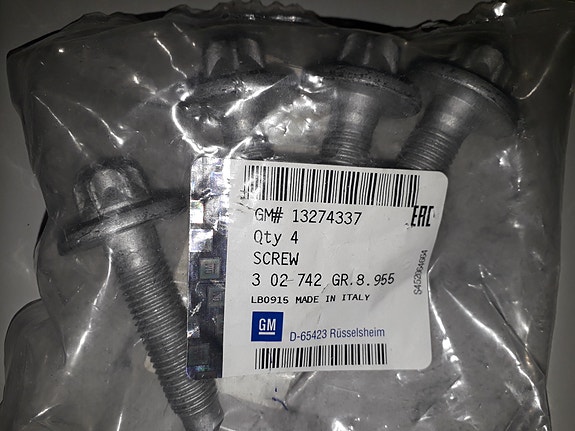 GM# 13274337
EAC
Qty 4
SCREW
3 02 742 GR.8.955
LB0915 MADE IN ITALY
GM
D-65423 Rüsselsheim